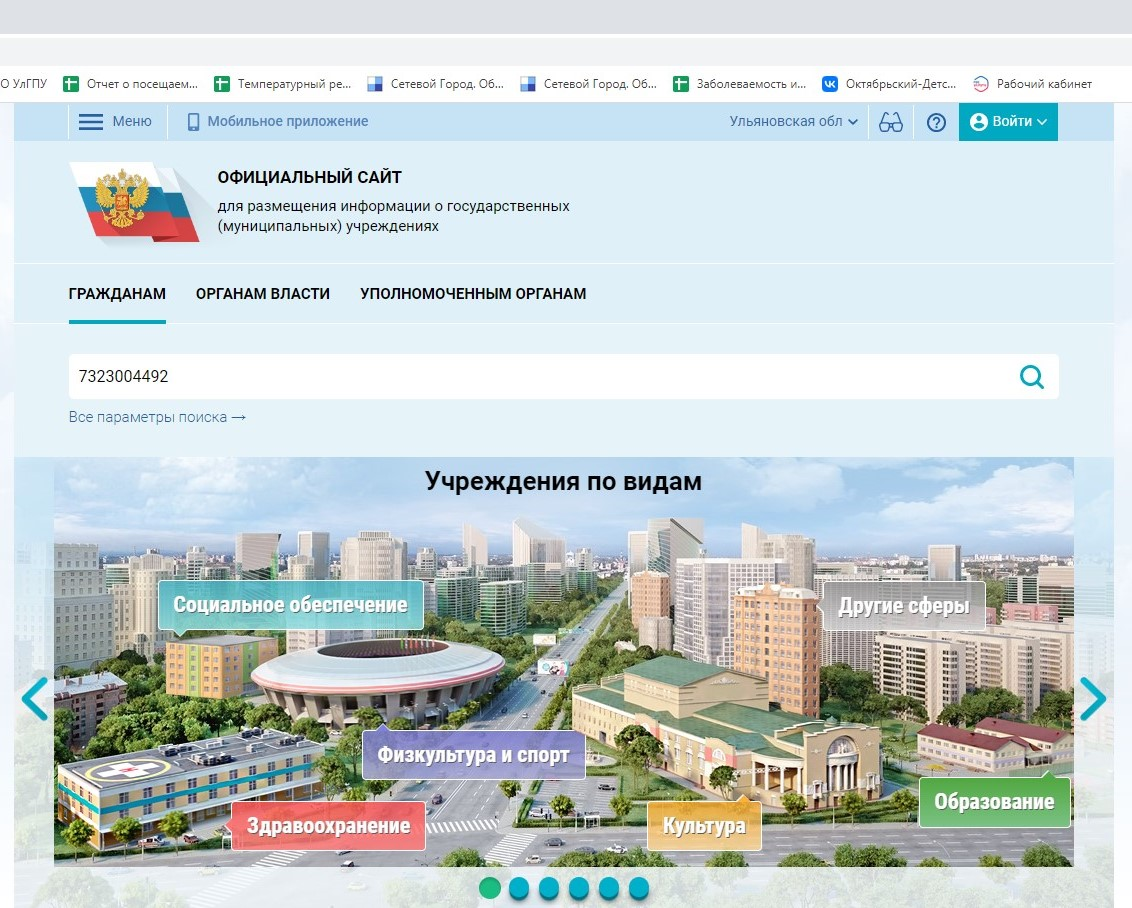 О УлГПУ Отчет о посещаем... Температурный ре... Сетевой Город. Об... Сетевой Город. Об... Заболеваемость и... Октябрьский-Детс... Рабочий кабинет
Меню Мобильное приложение Ульяновская обл Войти
ОФИЦИАЛЬНЫЙ САЙТ
для размещения информации о государственных
(муниципальных) учреждениях
ГРАЖДАНАМ ОРГАНАМ ВЛАСТИ УПОЛНОМОЧЕННЫМ ОРГАНАМ
7323004492
Все параметры поиска →
Учреждения по видам
Социальное обеспечение
Другие сферы
Физкультура и спорт
Образование
Здравоохранение
Культура